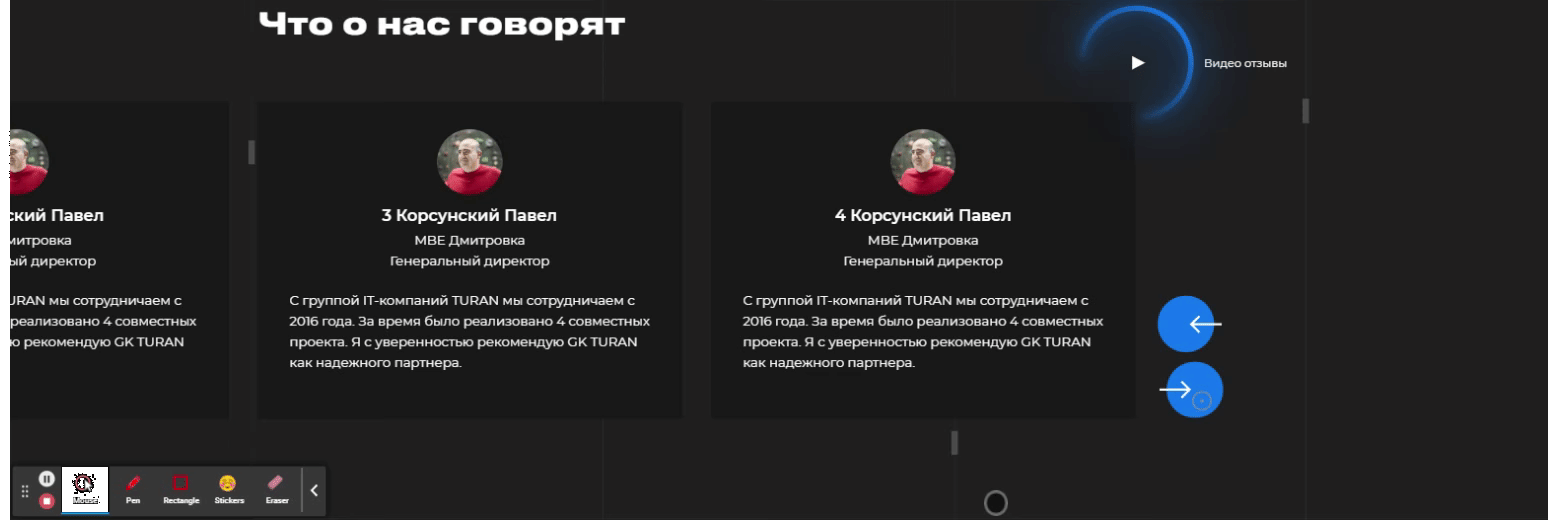 Что о нас говорят
Видео отзывы
ский Павел
митровка
ый директор
URAN мы сотрудничаем с
реализовано 4 совместных
ю рекомендую GK TURAN
3 Корсунский Павел
МВЕ Дмитровка
Генеральный директор
С группой IT-компаний TURAN мы сотрудничаем с
2016 года. За время было реализовано 4 совместных
проекта. Я с уверенностью рекомендую GK TURAN
как надежного партнера.
4 Корсунский Павел
МВЕ Дмитровка
Генеральный директор
С группой IT-компаний TURAN мы сотрудничаем с
2016 года. За время было реализовано 4 совместных
проекта. Я с уверенностью рекомендую GK TURAN
как надежного партнера.
Mouse
Pen
Rectangle
Stickers
Eraser